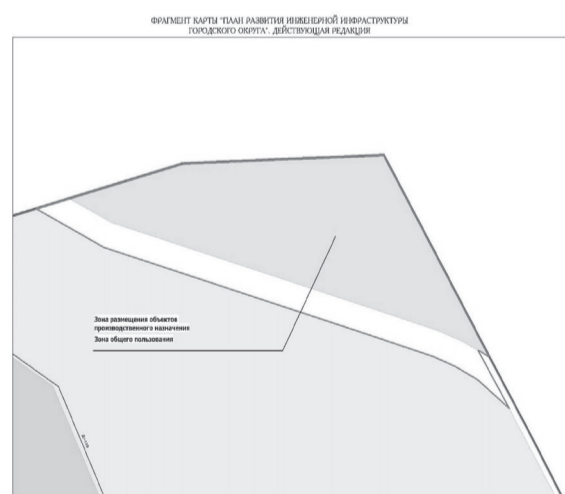 ФРАГМЕНТ КАРТЫ "ПЛАН РАЗВИТИЯ ИНЖЕНЕРНОЙ ИНФРАСТРУКТУРЫ
ГОРОДСКОГО ОКРУГА". ДЕЙСТВУЮЩАЯ РЕДАКЦИЯ
Зона размещения объектов
производственного назначения
Зона общего пользования